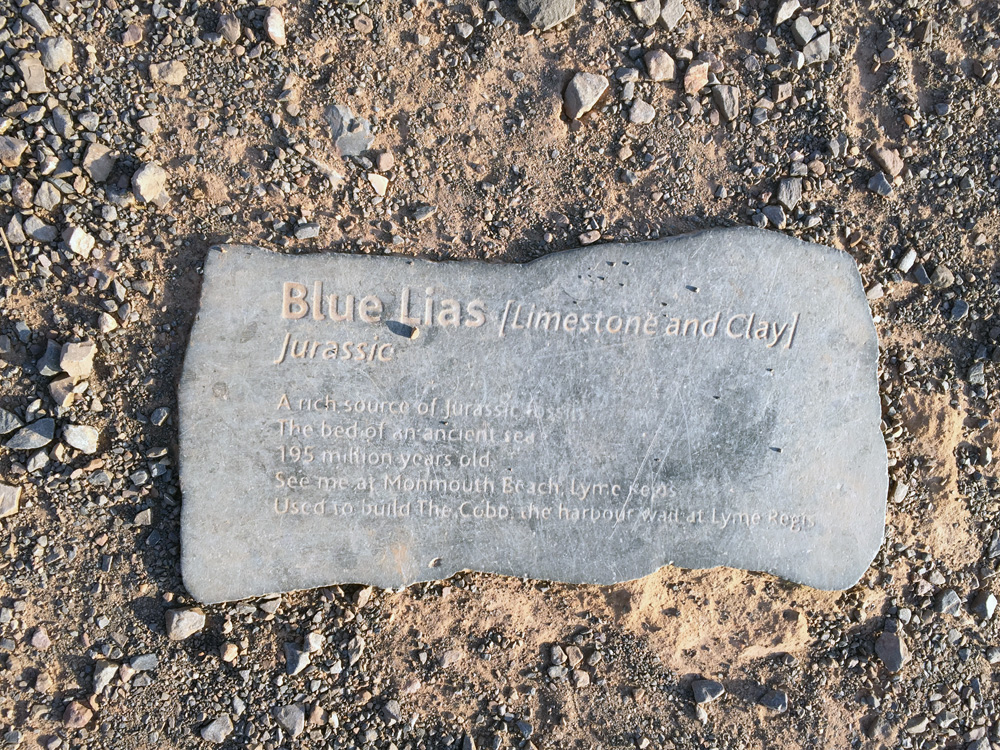 Blue Lias [Limestone and Clay]
Jurassic
A rich source of Jurassic fossils
The bed of an ancient sea
195 million years old.
See me at Monmouth Beach, Lyme Regis
Used to build The Cobb, the harbour wall at Lyme Regis